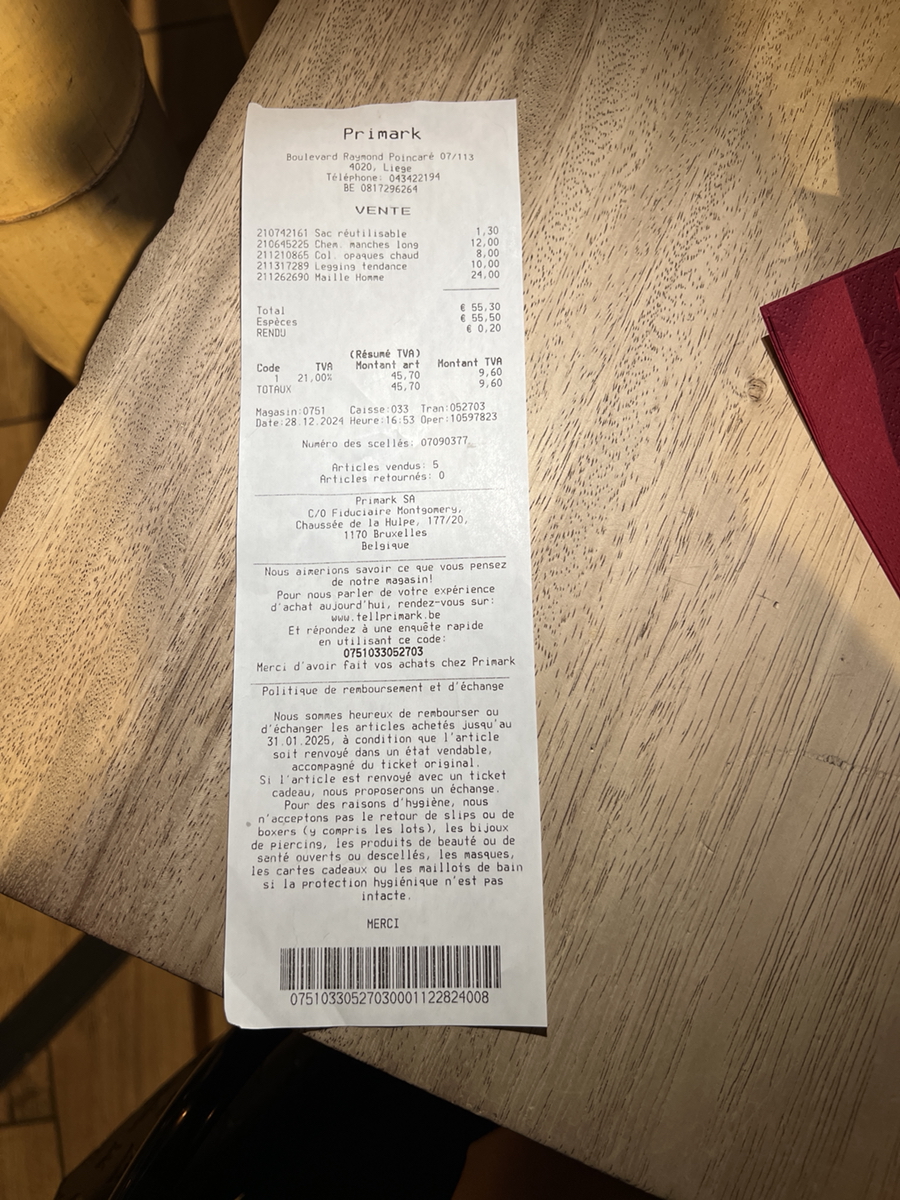 Primark
Boulevard Raymond Poincaré 07/113
4020, Liege
Téléphone: 043422194
BE 0817296264
VENTE
210742161 Sac réutilisable 1,30
210645225 Chem. manches long 12,00
211210865 Col. opaques chaud 8,00
211317289 Legging tendance 10,00
211262690 Maille Homme 24,00
Total € 55,30
Espèces € 55,50
RENDU € 0,20
(Résumé TVA)
Code TVA Montant art Montant TVA
1 21,00% 45,70 9,60
TOTAUX 45,70 9,60
Magasin:0751 Caisse:033 Tran:052703
Date:28.12.2024 Heure:16:53 Oper:10597823
Numéro des scellés: 07090377
Articles vendus: 5
Articles retournés: 0
Primark SA
C/O Fiduciaire Montgomery,
Chaussée de la Hulpe, 177/20,
1170 Bruxelles
Belgique
Nous aimerions savoir ce que vous pensez
de notre magasin!
Pour nous parler de votre expérience
d'achat aujourd'hui, rendez-vous sur:
www.tellprimark.be
Et répondez à une enquête rapide
en utilisant ce code:
0751033052703
Merci d'avoir fait vos achats chez Primark
Politique de remboursement et d'échange
Nous sommes heureux de rembourser ou
d'échanger les articles achetés jusqu'au
31.01.2025, à condition que l'article
soit renvoyé dans un état vendable,
accompagné du ticket original.
Si l'article est renvoyé avec un ticket
cadeau, nous proposerons un échange.
Pour des raisons d'hygiène, nous
n'acceptons pas le retour de slips ou de
boxers (y compris les lots), les bijoux
de piercing, les produits de beauté ou de
santé ouverts ou descellés, les masques,
les cartes cadeaux ou les maillots de bain
si la protection hygiénique n'est pas
intacte.
MERCI
07510330527030001122824008